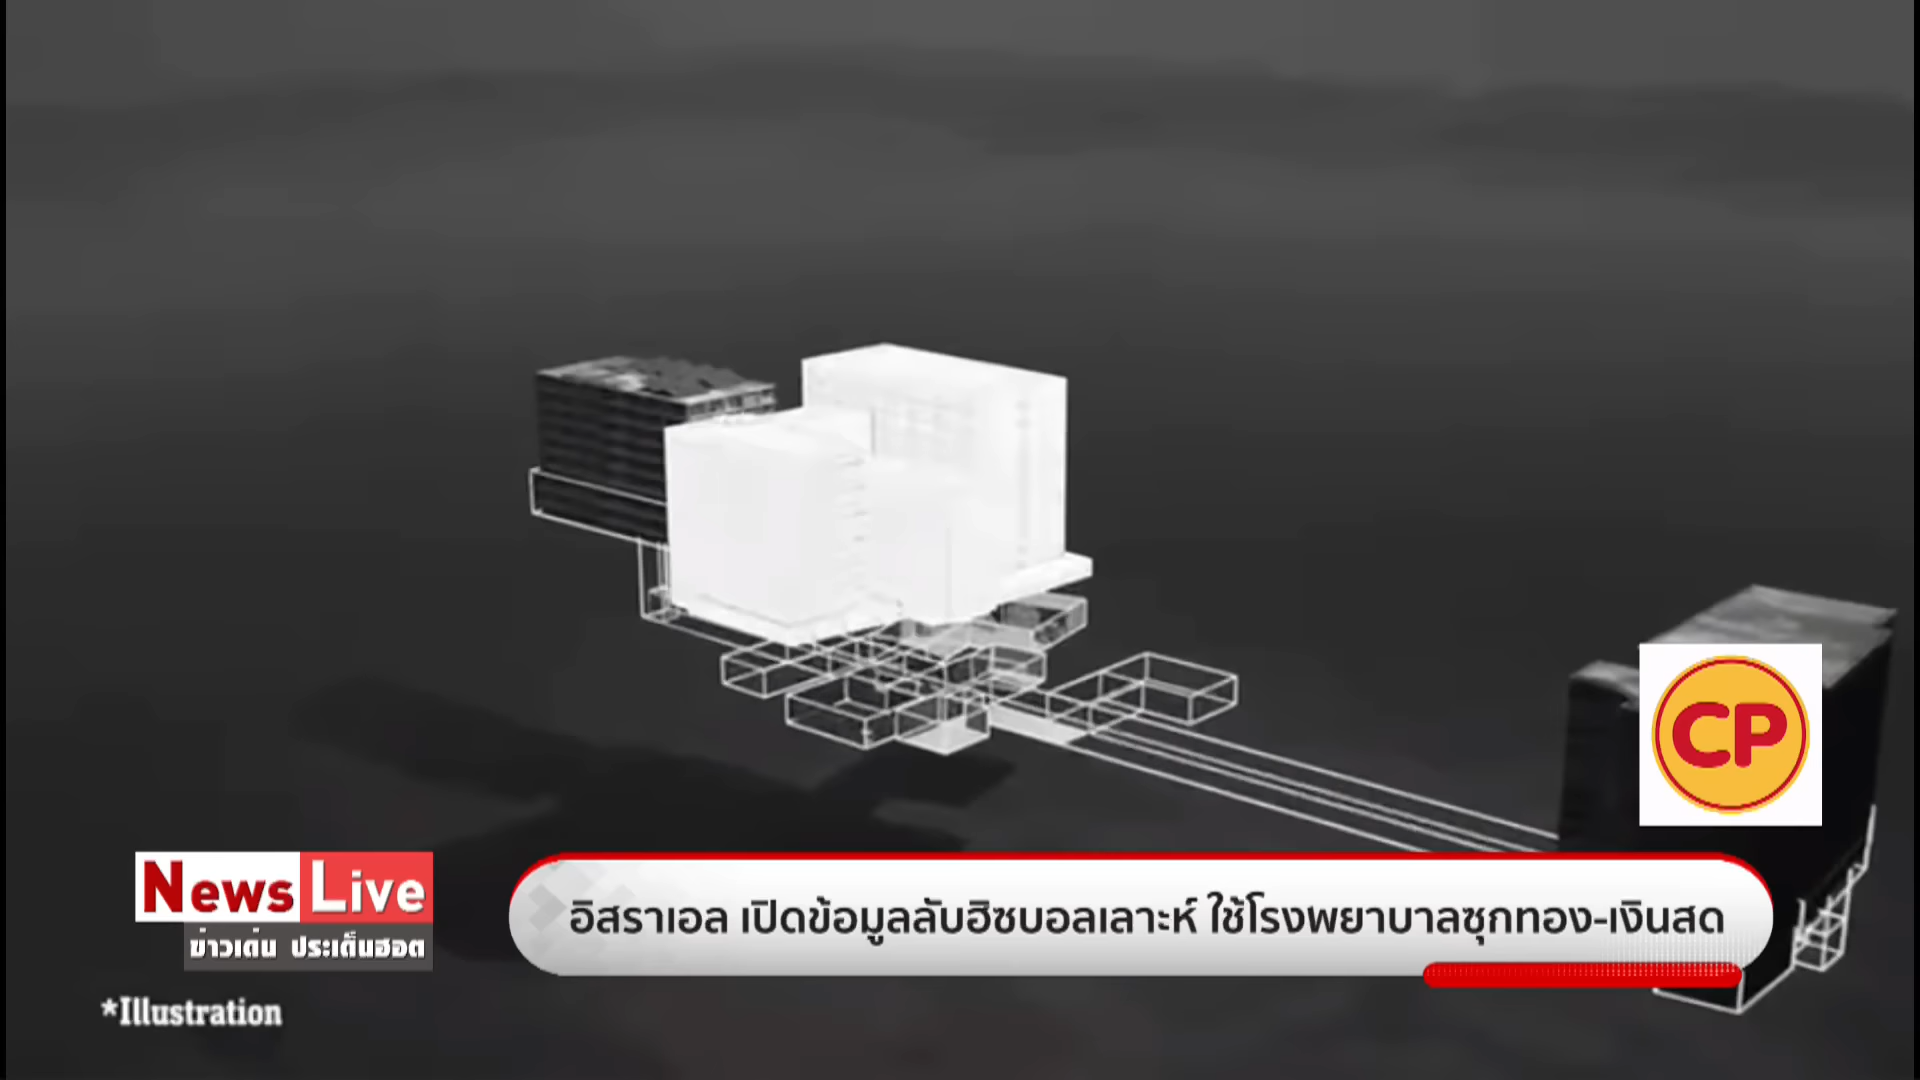 CP
News Live
ข่าวเด่น ประเด็นฮอต
อิสราเอล เปิดข้อมูลลับฮิซบอลเลาะห์ ใช้โรงพยาบาลซุกทอง-เงินสด
*Illustration